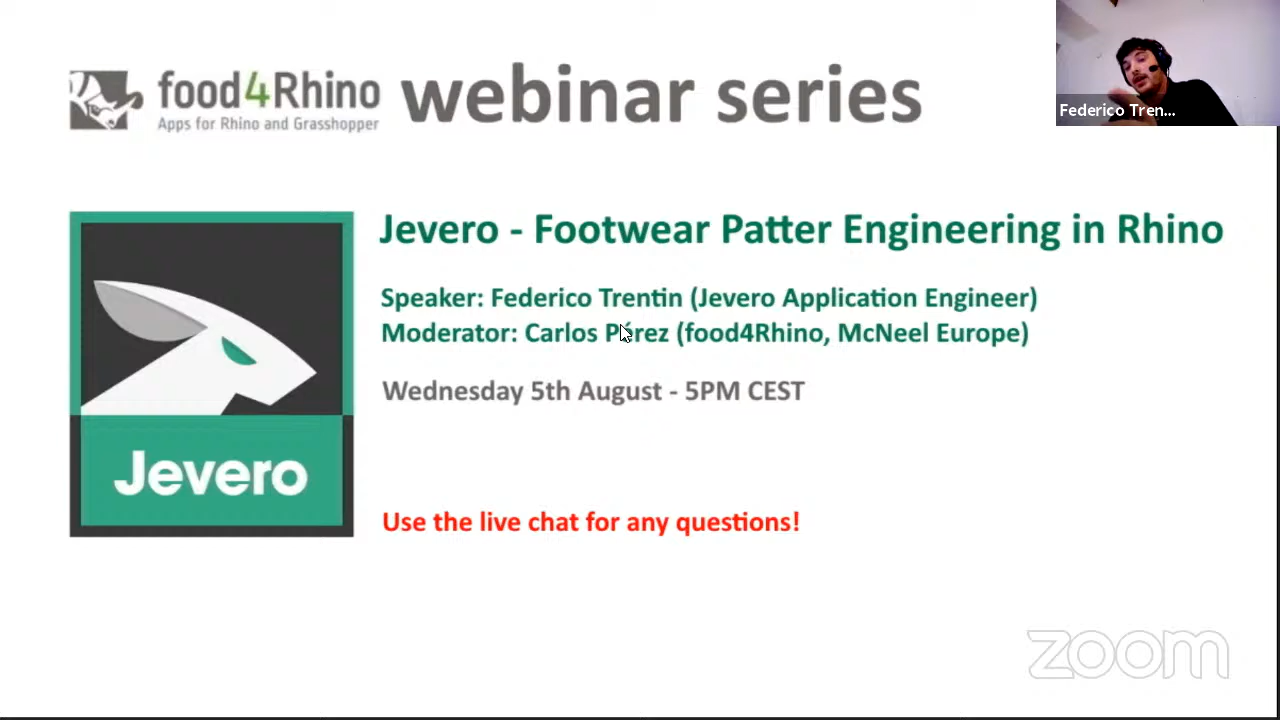 food4Rhino webinar series
Apps for Rhino and Grasshopper
Federico Tren...
Jevero - Footwear Patter Engineering in Rhino
Speaker: Federico Trentin (Jevero Application Engineer)
Moderator: Carlos Pérez (food4Rhino, McNeel Europe)
Wednesday 5th August - 5PM CEST
Jevero
Use the live chat for any questions!
zoom